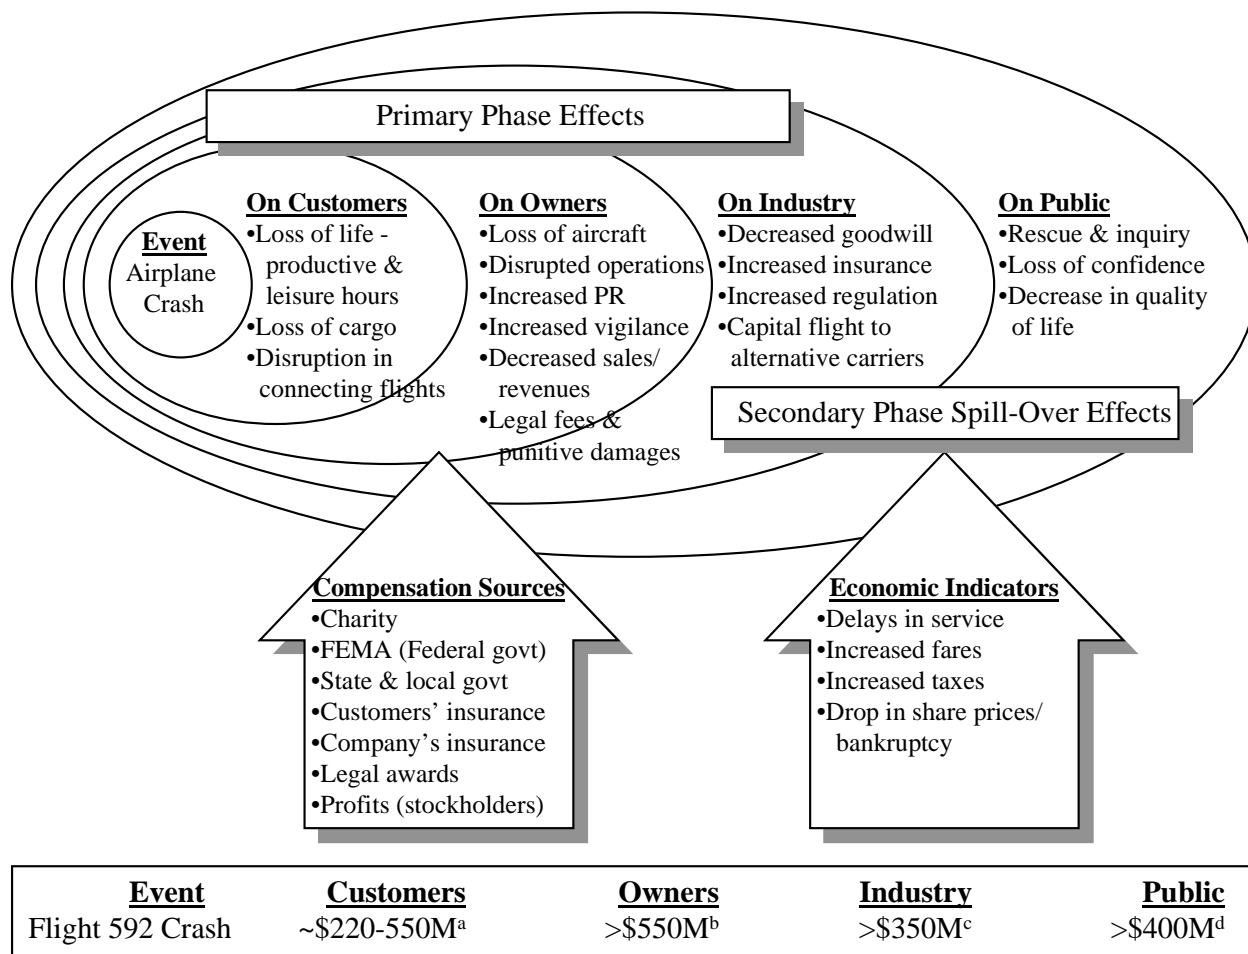 Primary Phase Effects
Event
Airplane
Crash
On Customers
•Loss of life -
productive &
leisure hours
•Loss of cargo
•Disruption in
connecting flights
On Owners
•Loss of aircraft
•Disrupted operations
•Increased PR
•Increased vigilance
•Decreased sales/
revenues
•Legal fees &
punitive damages
On Industry
•Decreased goodwill
•Increased insurance
•Increased regulation
•Capital flight to
alternative carriers
On Public
•Rescue & inquiry
•Loss of confidence
•Decrease in quality
of life
Secondary Phase Spill-Over Effects
Compensation Sources
•Charity
•FEMA (Federal govt)
•State & local govt
•Customers’ insurance
•Company’s insurance
•Legal awards
•Profits (stockholders)
Economic Indicators
•Delays in service
•Increased fares
•Increased taxes
•Drop in share prices/
bankruptcy
Event Customers Owners Industry Public
Flight 592 Crash ~$220-550Mᵃ >$550Mᵇ >$350Mᶜ >$400Mᵈ